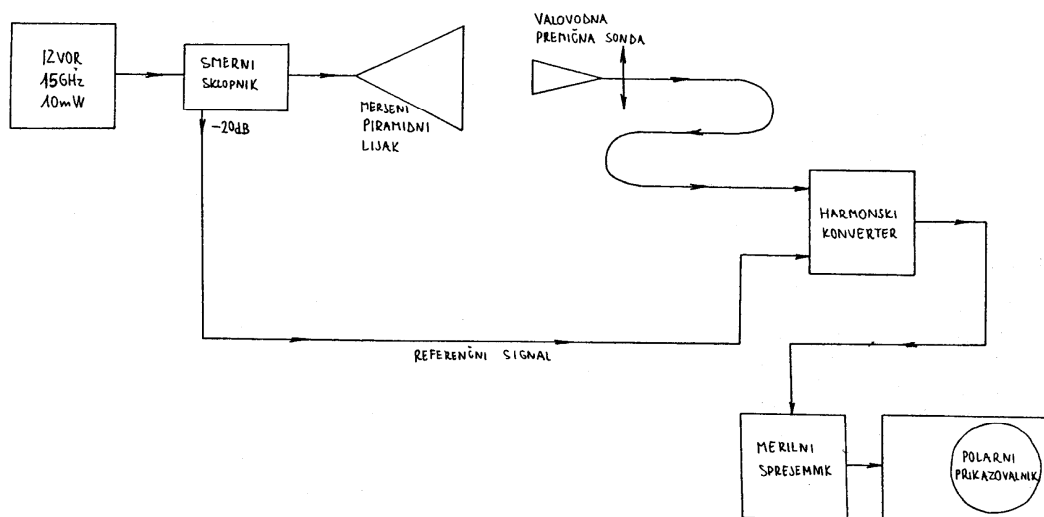 IZVOR
15GHz
10mW
SMERNI
SKLOPNIK
-20dB
MERJENI
PIRAMIDNI
LIJAK
VALOVODNA
PREMIČNA SONDA
HARMONSKI
KONVERTER
REFERENČNI SIGNAL
MERILNI
SPREJEMNIK
POLARNI
PRIKAZOVALNIK